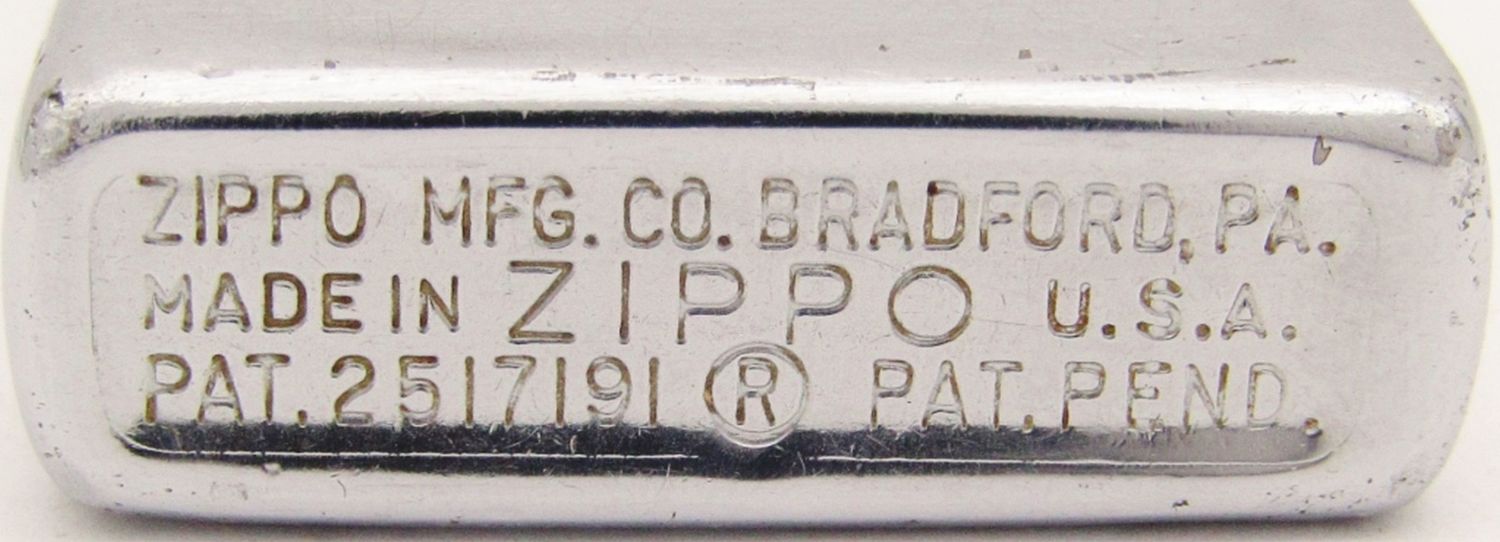 ZIPPO MFG. CO. BRADFORD, PA.
MADE IN ZIPPO U.S.A.
PAT. 2517191 ® PAT. PEND.